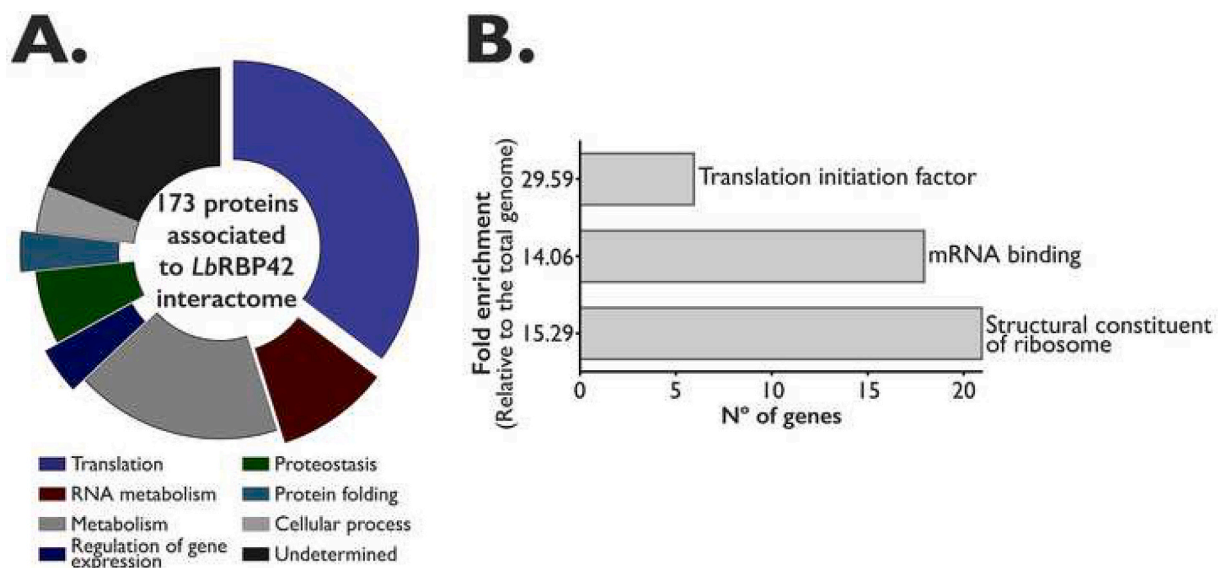 A.
173 proteins
associated
to LbRBP42
interactome
Translation
RNA metabolism
Metabolism
Regulation of gene
expression
Proteostasis
Protein folding
Cellular process
Undetermined
B.
Fold enrichment
(Relative to the total genome)
29.59
Translation initiation factor
14.06
mRNA binding
15.29
Structural constituent
of ribosome
0 5 10 15 20
Nº of genes